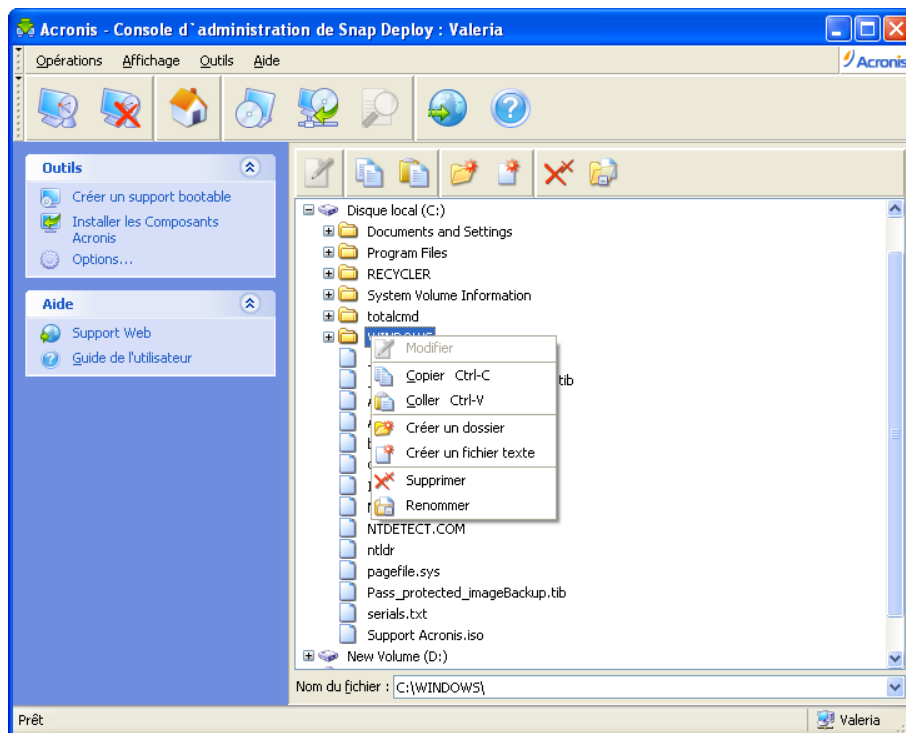 Acronis - Console d`administration de Snap Deploy : Valeria
Opérations Affichage Outils Aide
Acronis
Outils
Créer un support bootable
Installer les Composants
Acronis
Options...
Aide
Support Web
Guide de l'utilisateur
Disque local (C:)
Documents and Settings
Program Files
RECYCLER
System Volume Information
totalcmd
WINDOWS
tib
Modifier
Copier Ctrl-C
Coller Ctrl-V
Créer un dossier
Créer un fichier texte
Supprimer
Renommer
NTDETECT.COM
ntldr
pagefile.sys
Pass_protected_imageBackup.tib
serials.txt
Support Acronis.iso
New Volume (D:)
Nom du fichier : C:\WINDOWS\
Prêt
Valeria